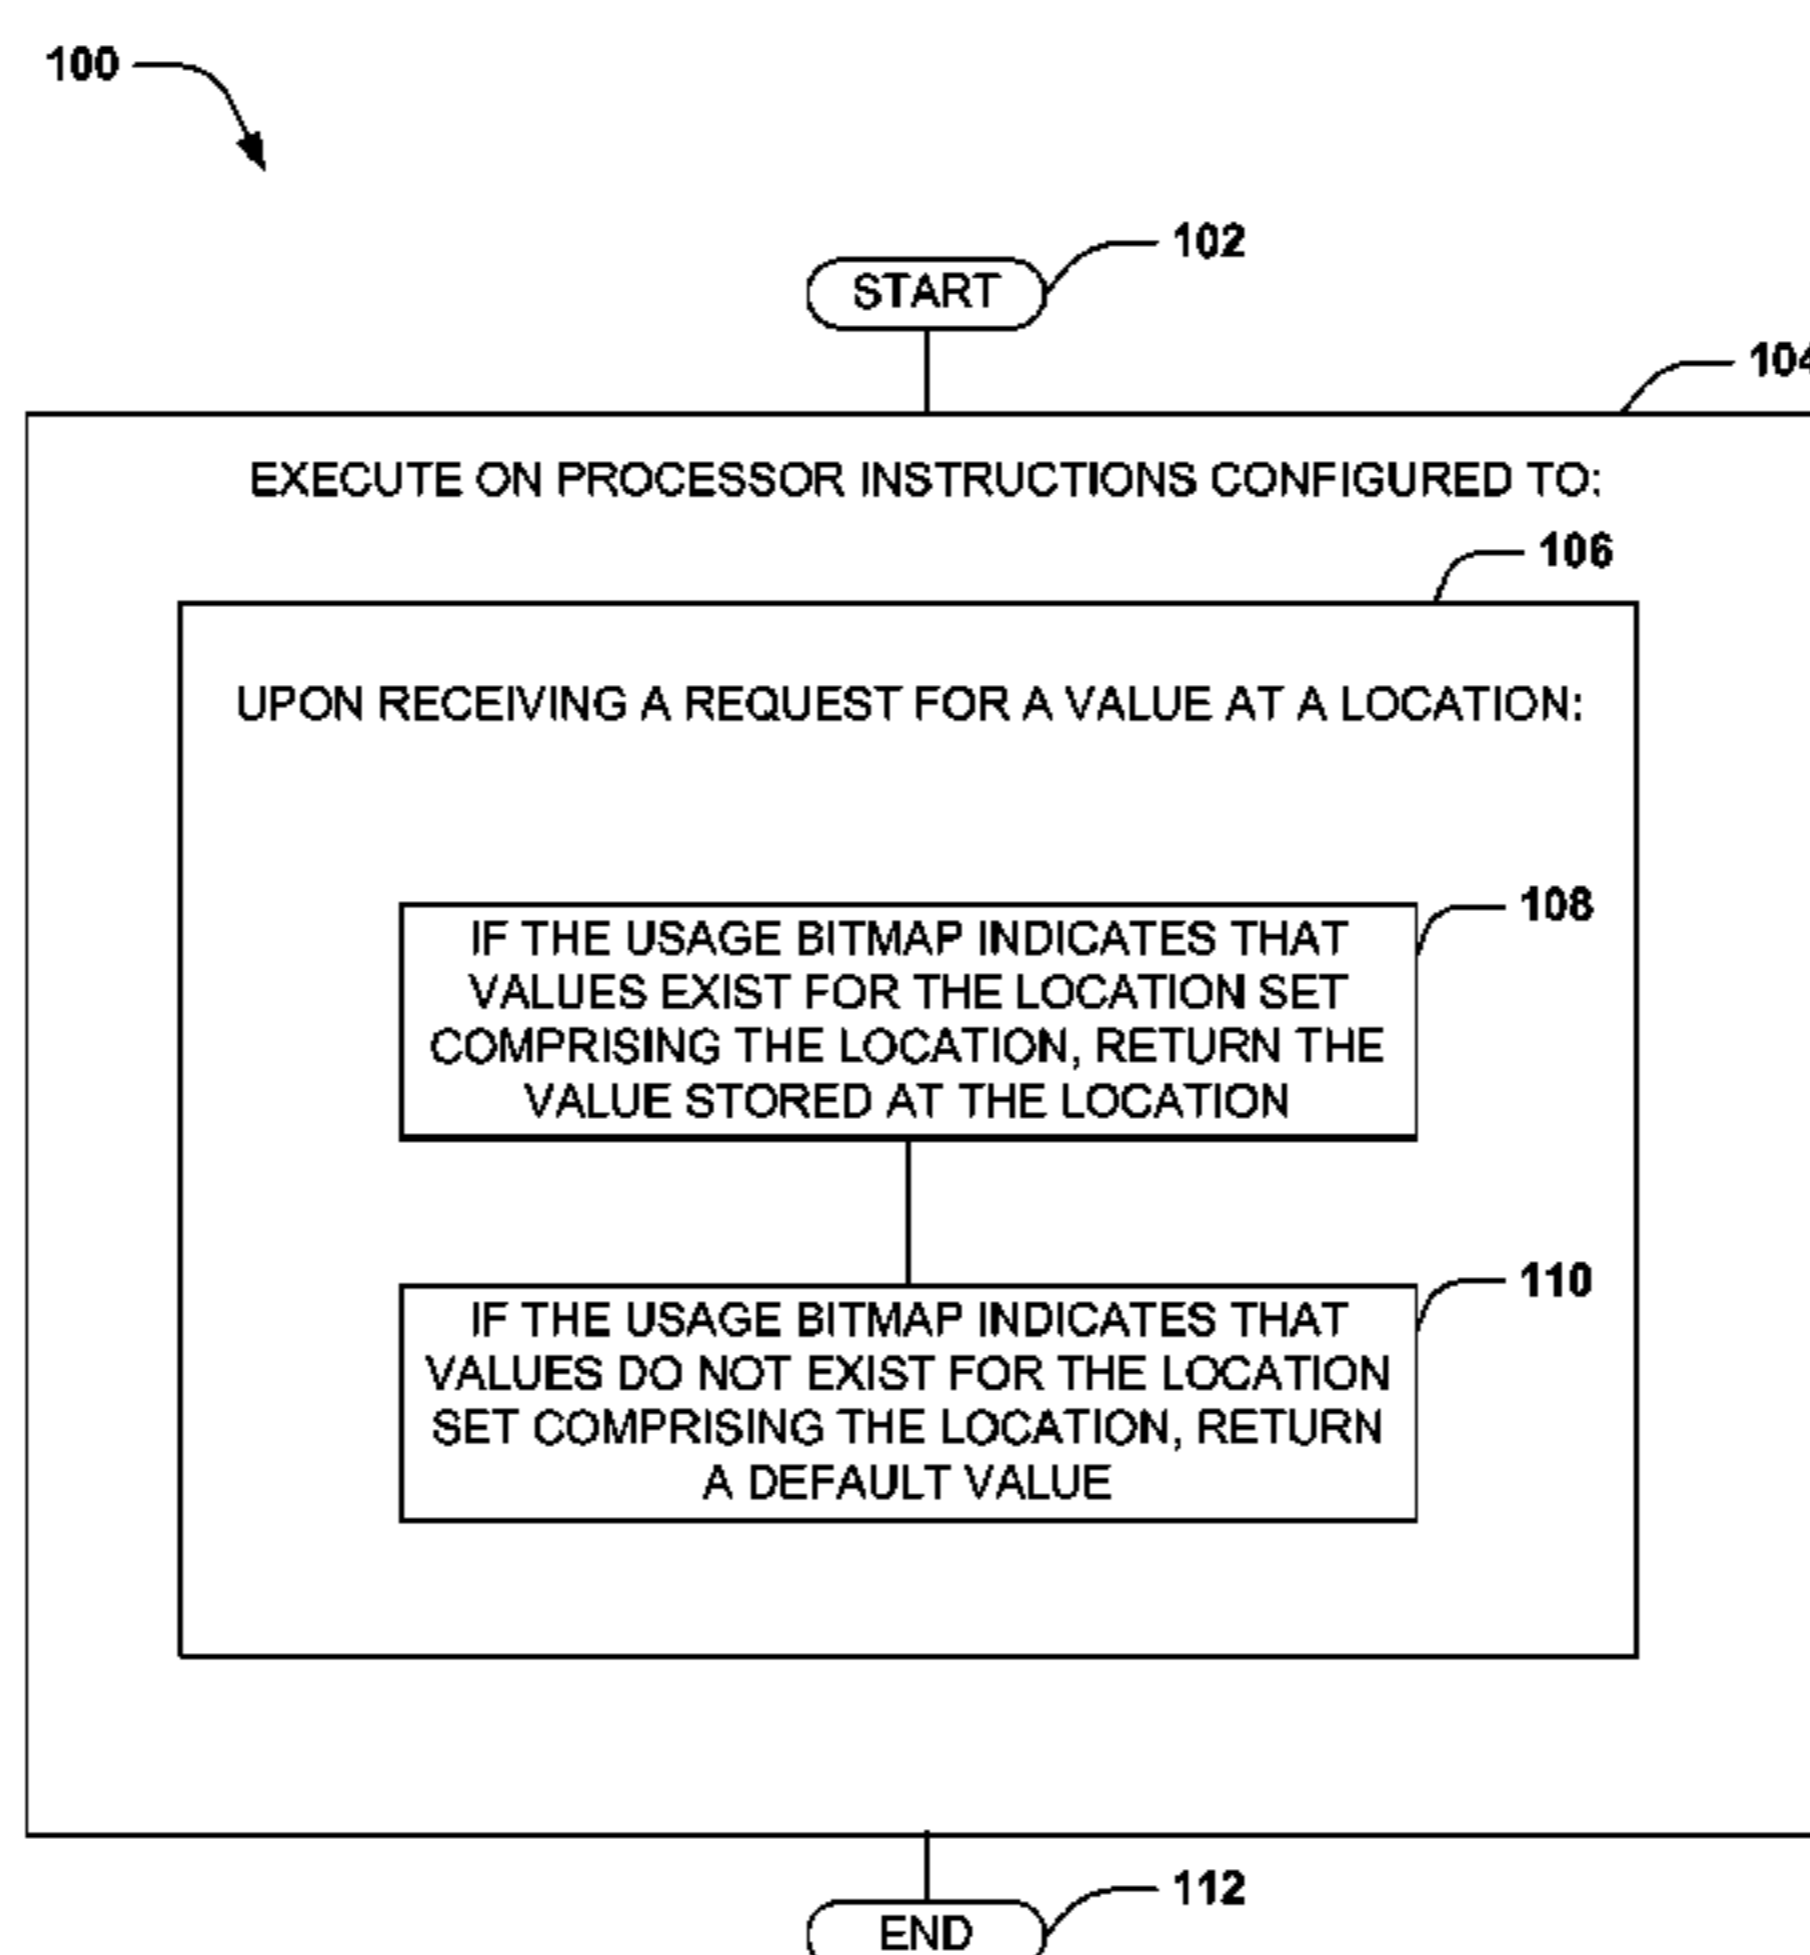 100
102
START
104
EXECUTE ON PROCESSOR INSTRUCTIONS CONFIGURED TO:
106
UPON RECEIVING A REQUEST FOR A VALUE AT A LOCATION:
108
IF THE USAGE BITMAP INDICATES THAT
VALUES EXIST FOR THE LOCATION SET
COMPRISING THE LOCATION, RETURN THE
VALUE STORED AT THE LOCATION
110
IF THE USAGE BITMAP INDICATES THAT
VALUES DO NOT EXIST FOR THE LOCATION
SET COMPRISING THE LOCATION, RETURN
A DEFAULT VALUE
112
END